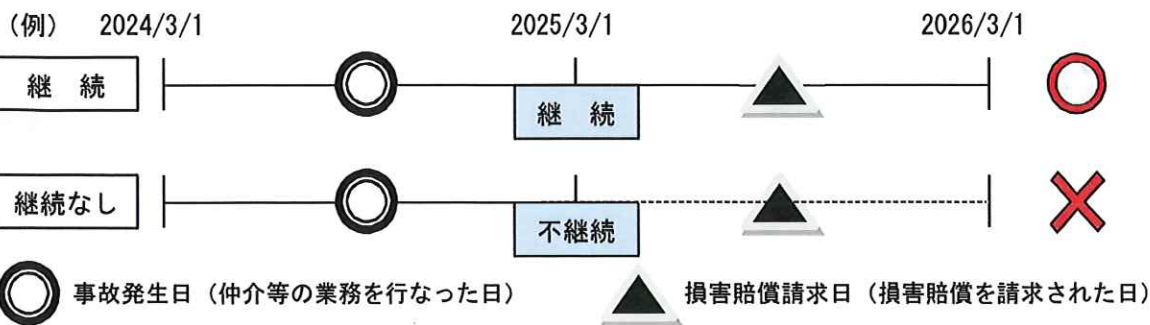 (例) 2024/3/1 2025/3/1 2026/3/1
継 続
継 続
継続なし
不継続
事故発生日（仲介等の業務を行なった日） 損害賠償請求日（損害賠償を請求された日）